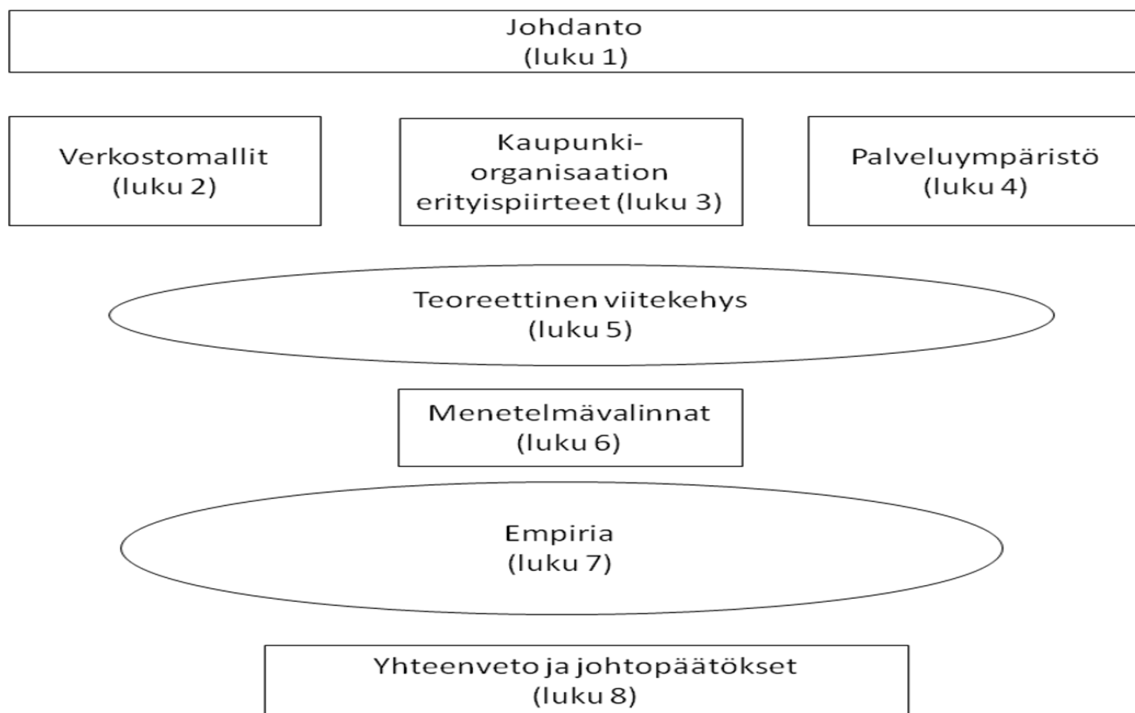 Johdanto
(luku 1)
Verkostomallit
(luku 2)
Kaupunki-
organisaation
erityispiirteet (luku 3)
Palveluympäristö
(luku 4)
Teoreettinen viitekehys
(luku 5)
Menetelmävalinnat
(luku 6)
Empiria
(luku 7)
Yhteenveto ja johtopäätökset
(luku 8)